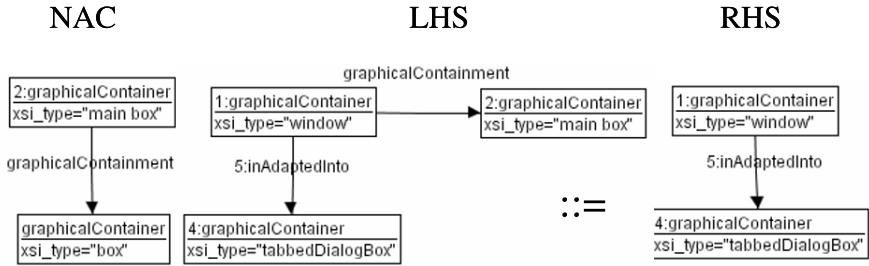 NAC
LHS
RHS
graphicalContainment
2:graphicalContainer
xsi_type="main box"
graphicalContainment
graphicalContainer
xsi_type="box"
1:graphicalContainer
xsi_type="window"
2:graphicalContainer
xsi_type="main box"
5:inAdaptedInto
4:graphicalContainer
xsi_type="tabbedDialogBox"
::=
1:graphicalContainer
xsi_type="window"
5:inAdaptedInto
4:graphicalContainer
xsi_type="tabbedDialogBox"